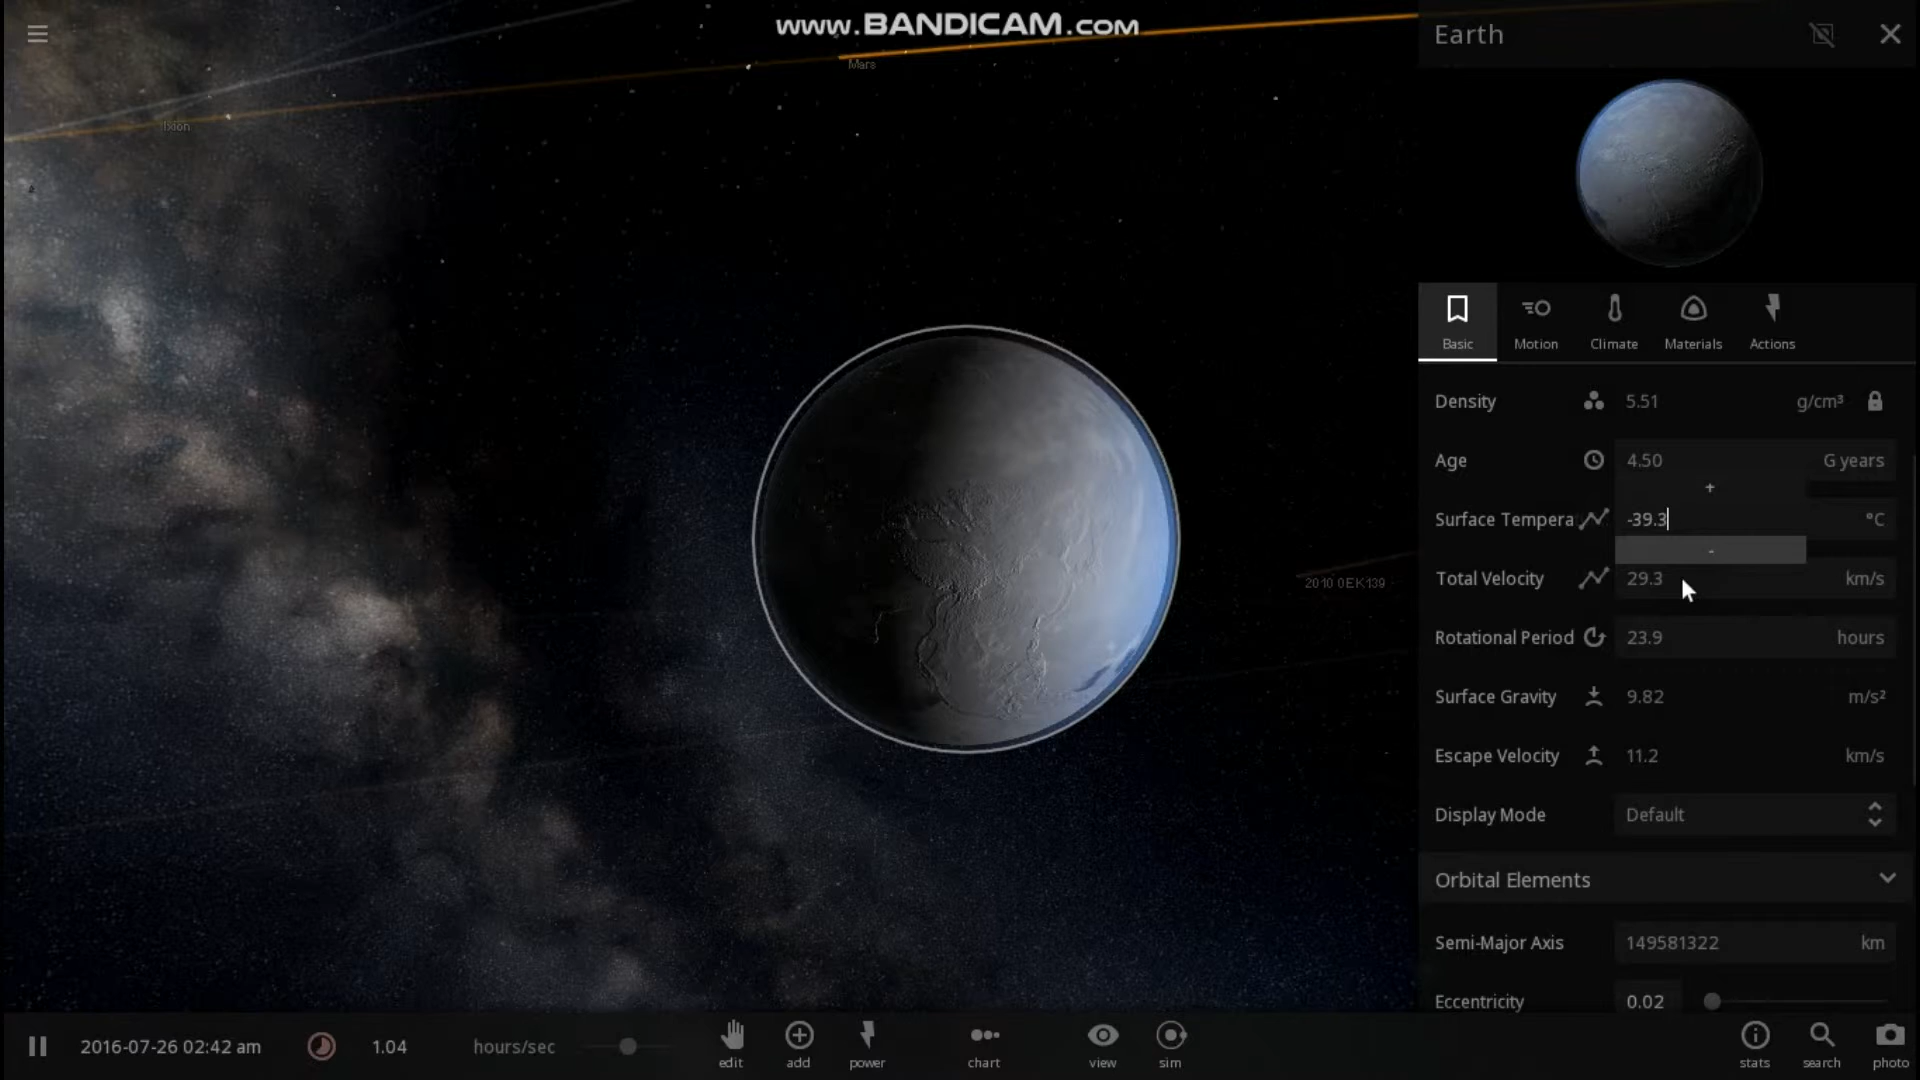 www.BANDICAM.com
Earth
Mars
Ixion
Basic
Motion
Climate
Materials
Actions
Density 5.51 g/cm³
Age 4.50 G years
+
Surface Tempera -39.3 °C
-
Total Velocity 29.3 km/s
2010 0EK139
Rotational Period 23.9 hours
Surface Gravity 9.82 m/s²
Escape Velocity 11.2 km/s
Display Mode Default
Orbital Elements
Semi-Major Axis 149581322 km
Eccentricity 0.02
2016-07-26 02:42 am 1.04 hours/sec
edit
add
power
chart
view
sim
stats
search
photo